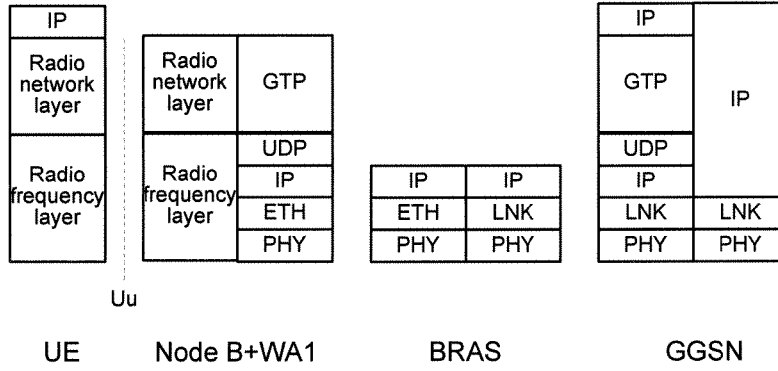 IP
Radio
network
layer
Radio
frequency
layer
Uu
UE
Radio
network
layer
GTP
Radio
frequency
layer
UDP
IP
ETH
PHY
Node B+WA1
IP
IP
ETH
LNK
PHY
PHY
BRAS
IP
GTP
IP
UDP
IP
LNK
LNK
PHY
PHY
GGSN